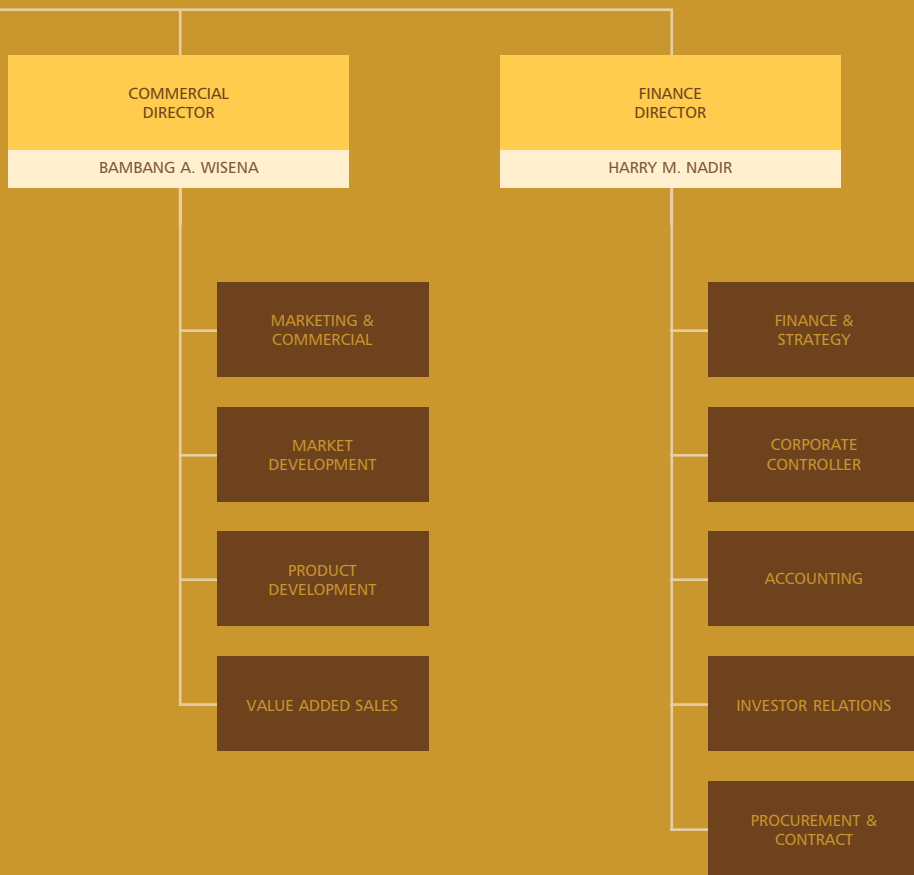 COMMERCIAL
DIRECTOR
BAMBANG A. WISENA
MARKETING &
COMMERCIAL
MARKET
DEVELOPMENT
PRODUCT
DEVELOPMENT
VALUE ADDED SALES
FINANCE
DIRECTOR
HARRY M. NADIR
FINANCE &
STRATEGY
CORPORATE
CONTROLLER
ACCOUNTING
INVESTOR RELATIONS
PROCUREMENT &
CONTRACT